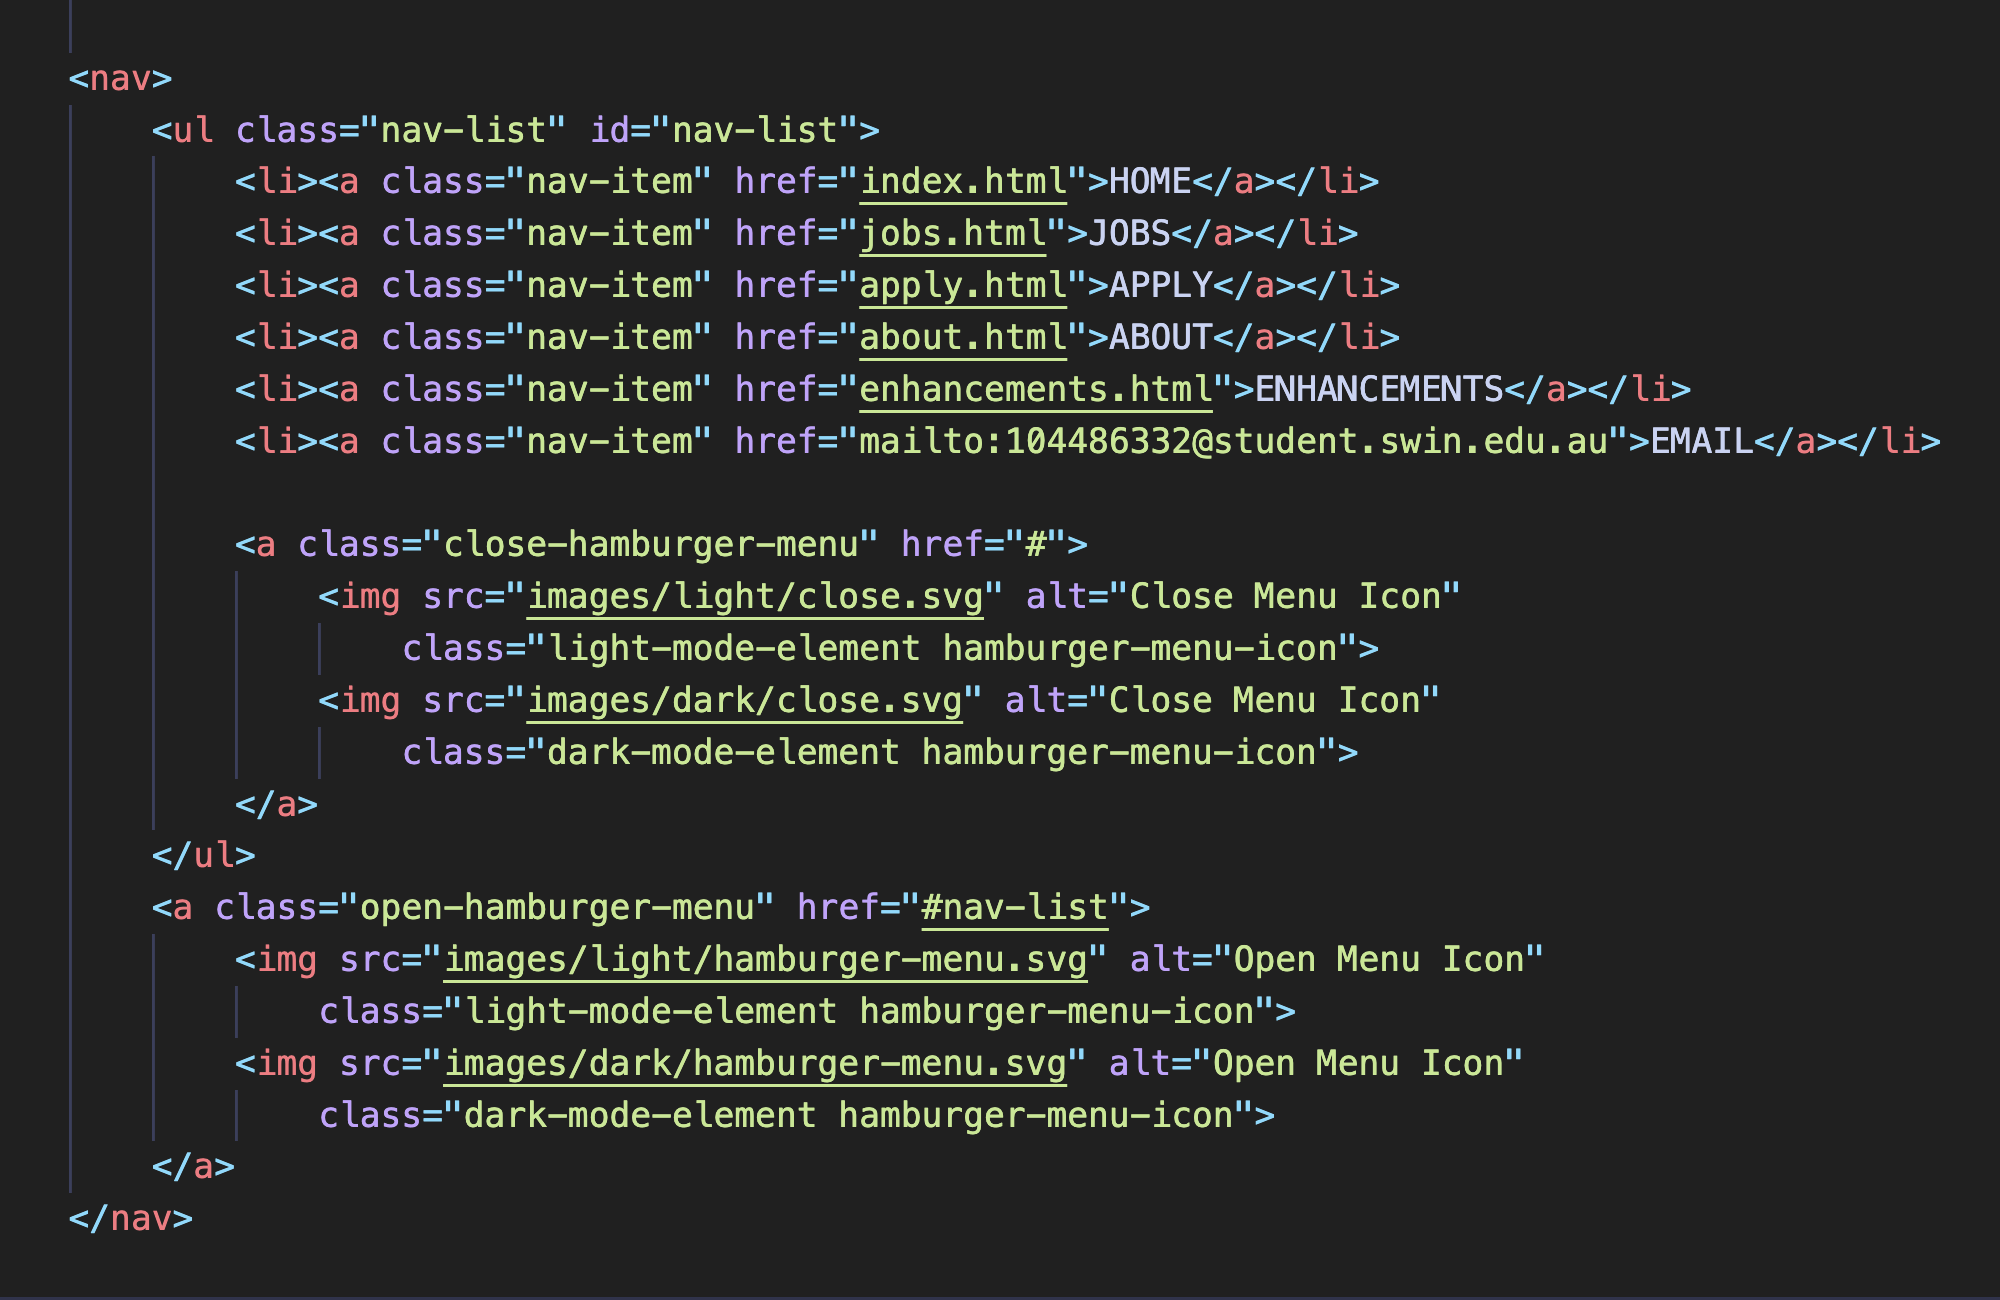 <nav>
    <ul class="nav-list" id="nav-list">
        <li><a class="nav-item" href="index.html">HOME</a></li>
        <li><a class="nav-item" href="jobs.html">JOBS</a></li>
        <li><a class="nav-item" href="apply.html">APPLY</a></li>
        <li><a class="nav-item" href="about.html">ABOUT</a></li>
        <li><a class="nav-item" href="enhancements.html">ENHANCEMENTS</a></li>
        <li><a class="nav-item" href="mailto:104486332@student.swin.edu.au">EMAIL</a></li>

        <a class="close-hamburger-menu" href="#">
            <img src="images/light/close.svg" alt="Close Menu Icon"
                class="light-mode-element hamburger-menu-icon">
            <img src="images/dark/close.svg" alt="Close Menu Icon"
                class="dark-mode-element hamburger-menu-icon">
        </a>
    </ul>
    <a class="open-hamburger-menu" href="#nav-list">
        <img src="images/light/hamburger-menu.svg" alt="Open Menu Icon"
            class="light-mode-element hamburger-menu-icon">
        <img src="images/dark/hamburger-menu.svg" alt="Open Menu Icon"
            class="dark-mode-element hamburger-menu-icon">
    </a>
</nav>